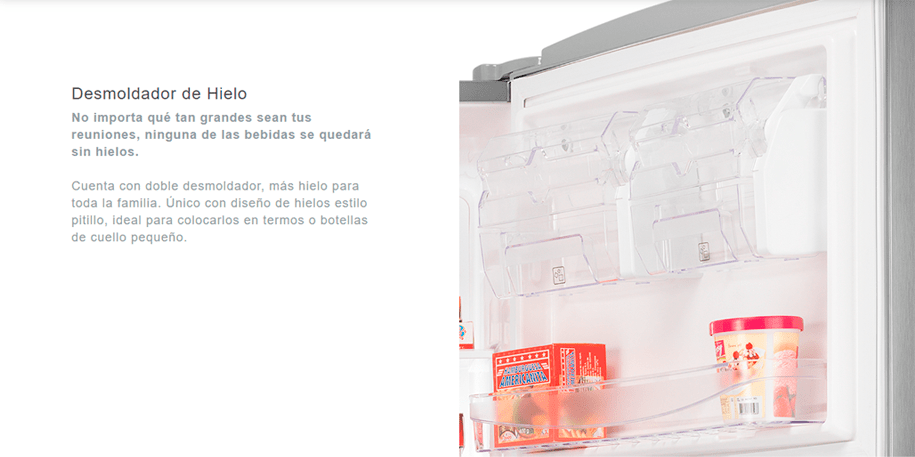 Desmoldador de Hielo
No importa qué tan grandes sean tus
reuniones, ninguna de las bebidas se quedará
sin hielos.
Cuenta con doble desmoldador, más hielo para
toda la familia. Único con diseño de hielos estilo
pitillo, ideal para colocarlos en termos o botellas
de cuello pequeño.
AMERICANA